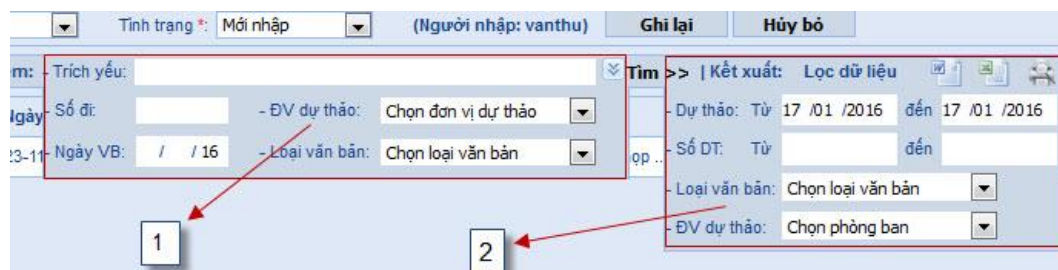 Tình trạng *: Mới nhập (Người nhập: vanthu) Ghi lại Hủy bỏ
- Trích yếu: Tìm >> | Kết xuất: Lọc dữ liệu
- Số đi: - ĐV dự thảo: Chọn đơn vị dự thảo - Dự thảo: Từ 17 /01 /2016 đến 17 /01 /2016
- Ngày VB: / / 16 - Loại văn bản: Chọn loại văn bản - Số DT: Từ đến
- Loại văn bản: Chọn loại văn bản
- ĐV dự thảo: Chọn phòng ban
1
2